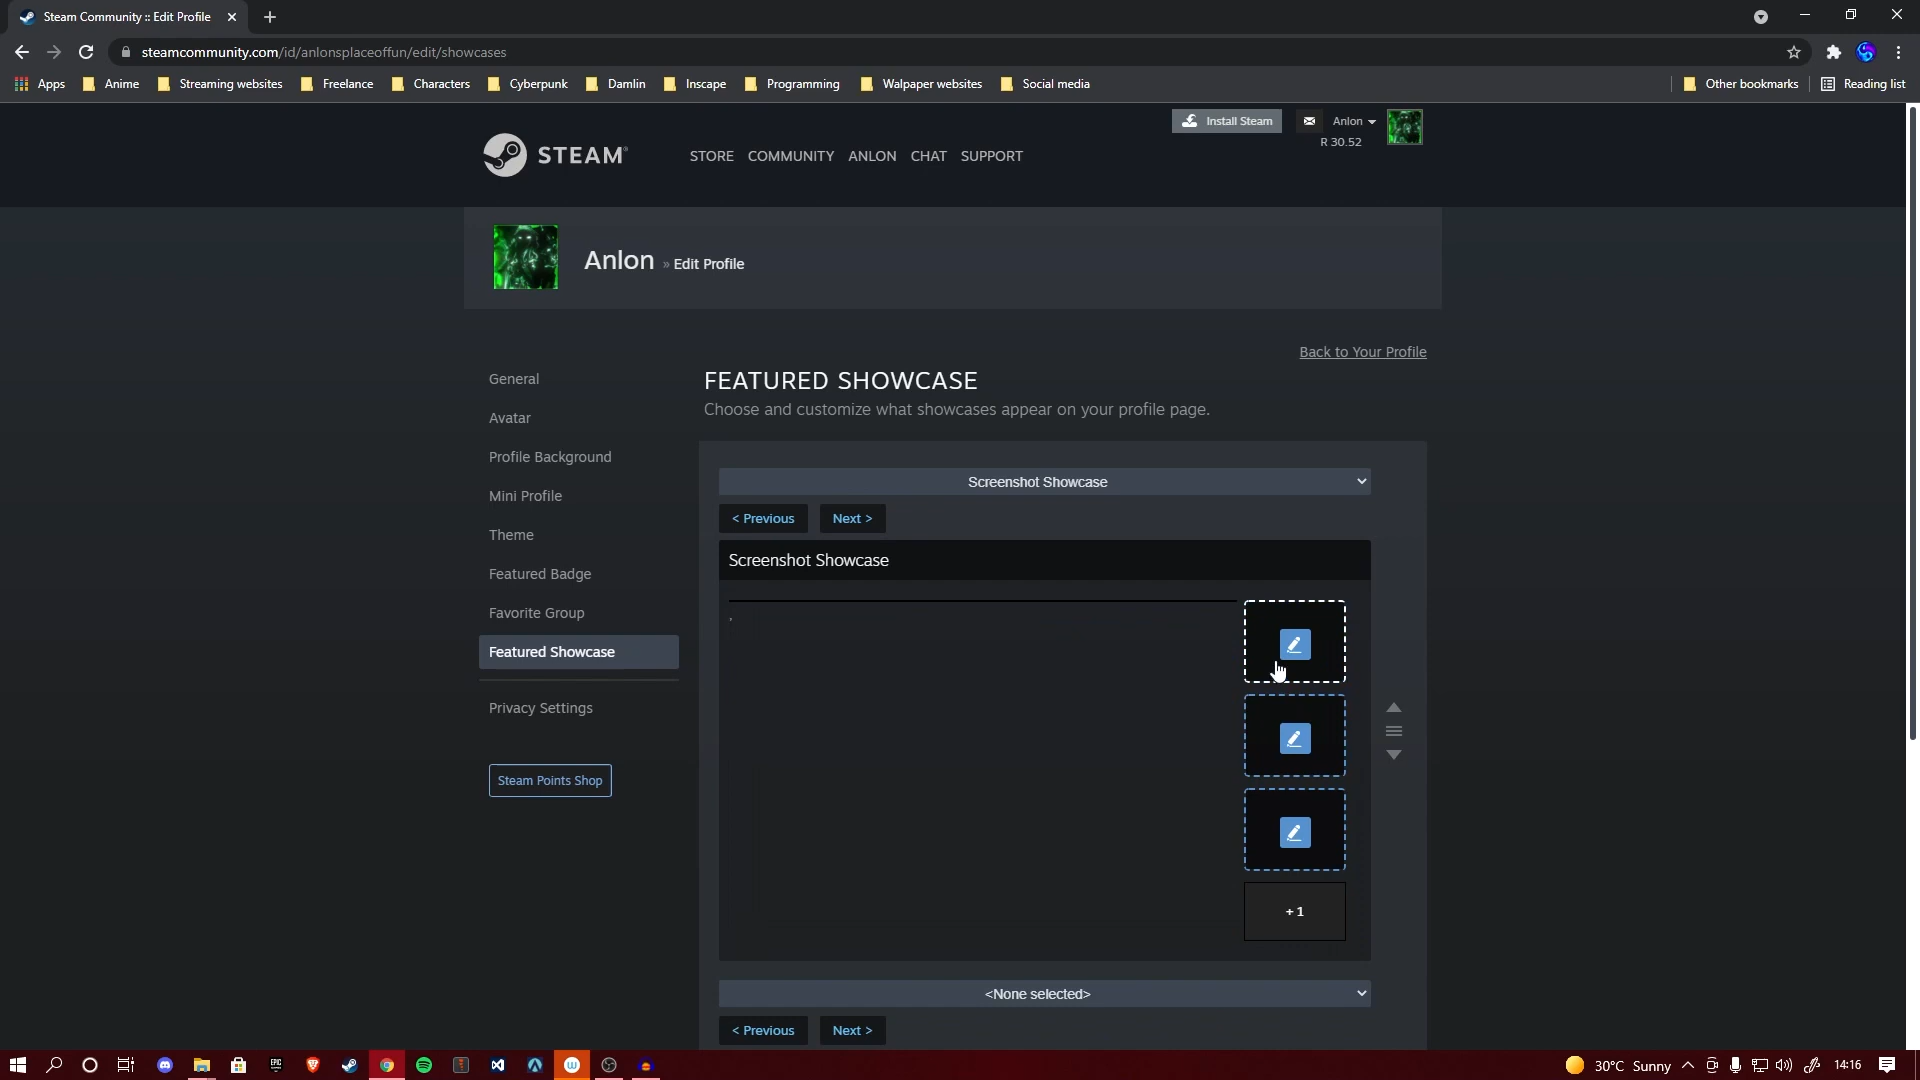 Steam Community :: Edit Profile
steamcommunity.com/id/anlonsplaceoffun/edit/showcases
Apps Anime Streaming websites Freelance Characters Cyberpunk Damlin Inscape Programming Walpaper websites Social media Other bookmarks Reading list
Install Steam Anlon
R 30.52
STEAM STORE COMMUNITY ANLON CHAT SUPPORT
Anlon » Edit Profile
Back to Your Profile
FEATURED SHOWCASE
Choose and customize what showcases appear on your profile page.
General
Avatar
Profile Background
Mini Profile
Theme
Featured Badge
Favorite Group
Featured Showcase
Privacy Settings
Steam Points Shop
Screenshot Showcase
< Previous Next >
Screenshot Showcase
+1
<None selected>
< Previous Next >
30°C Sunny 14:16